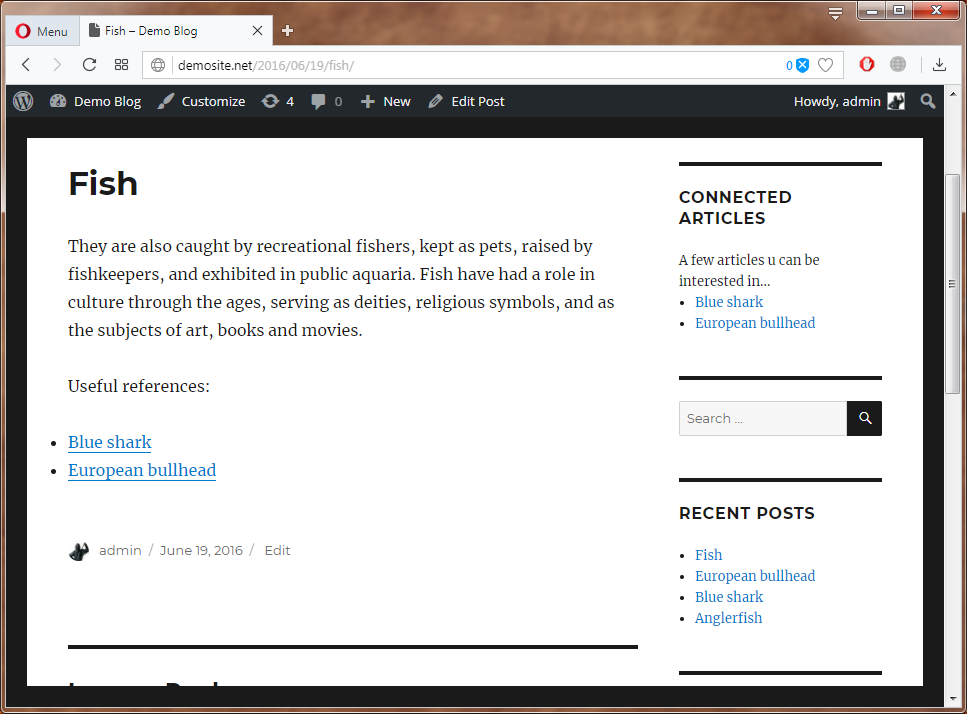 Menu
Fish – Demo Blog
demosite.net/2016/06/19/fish/
0
Demo Blog
Customize
4
0
New
Edit Post
Howdy, admin
Fish
They are also caught by recreational fishers, kept as pets, raised by
fishkeepers, and exhibited in public aquaria. Fish have had a role in
culture through the ages, serving as deities, religious symbols, and as
the subjects of art, books and movies.
Useful references:
Blue shark
European bullhead
admin / June 19, 2016 / Edit
CONNECTED
ARTICLES
A few articles u can be
interested in...
Blue shark
European bullhead
Search ...
RECENT POSTS
Fish
European bullhead
Blue shark
Anglerfish